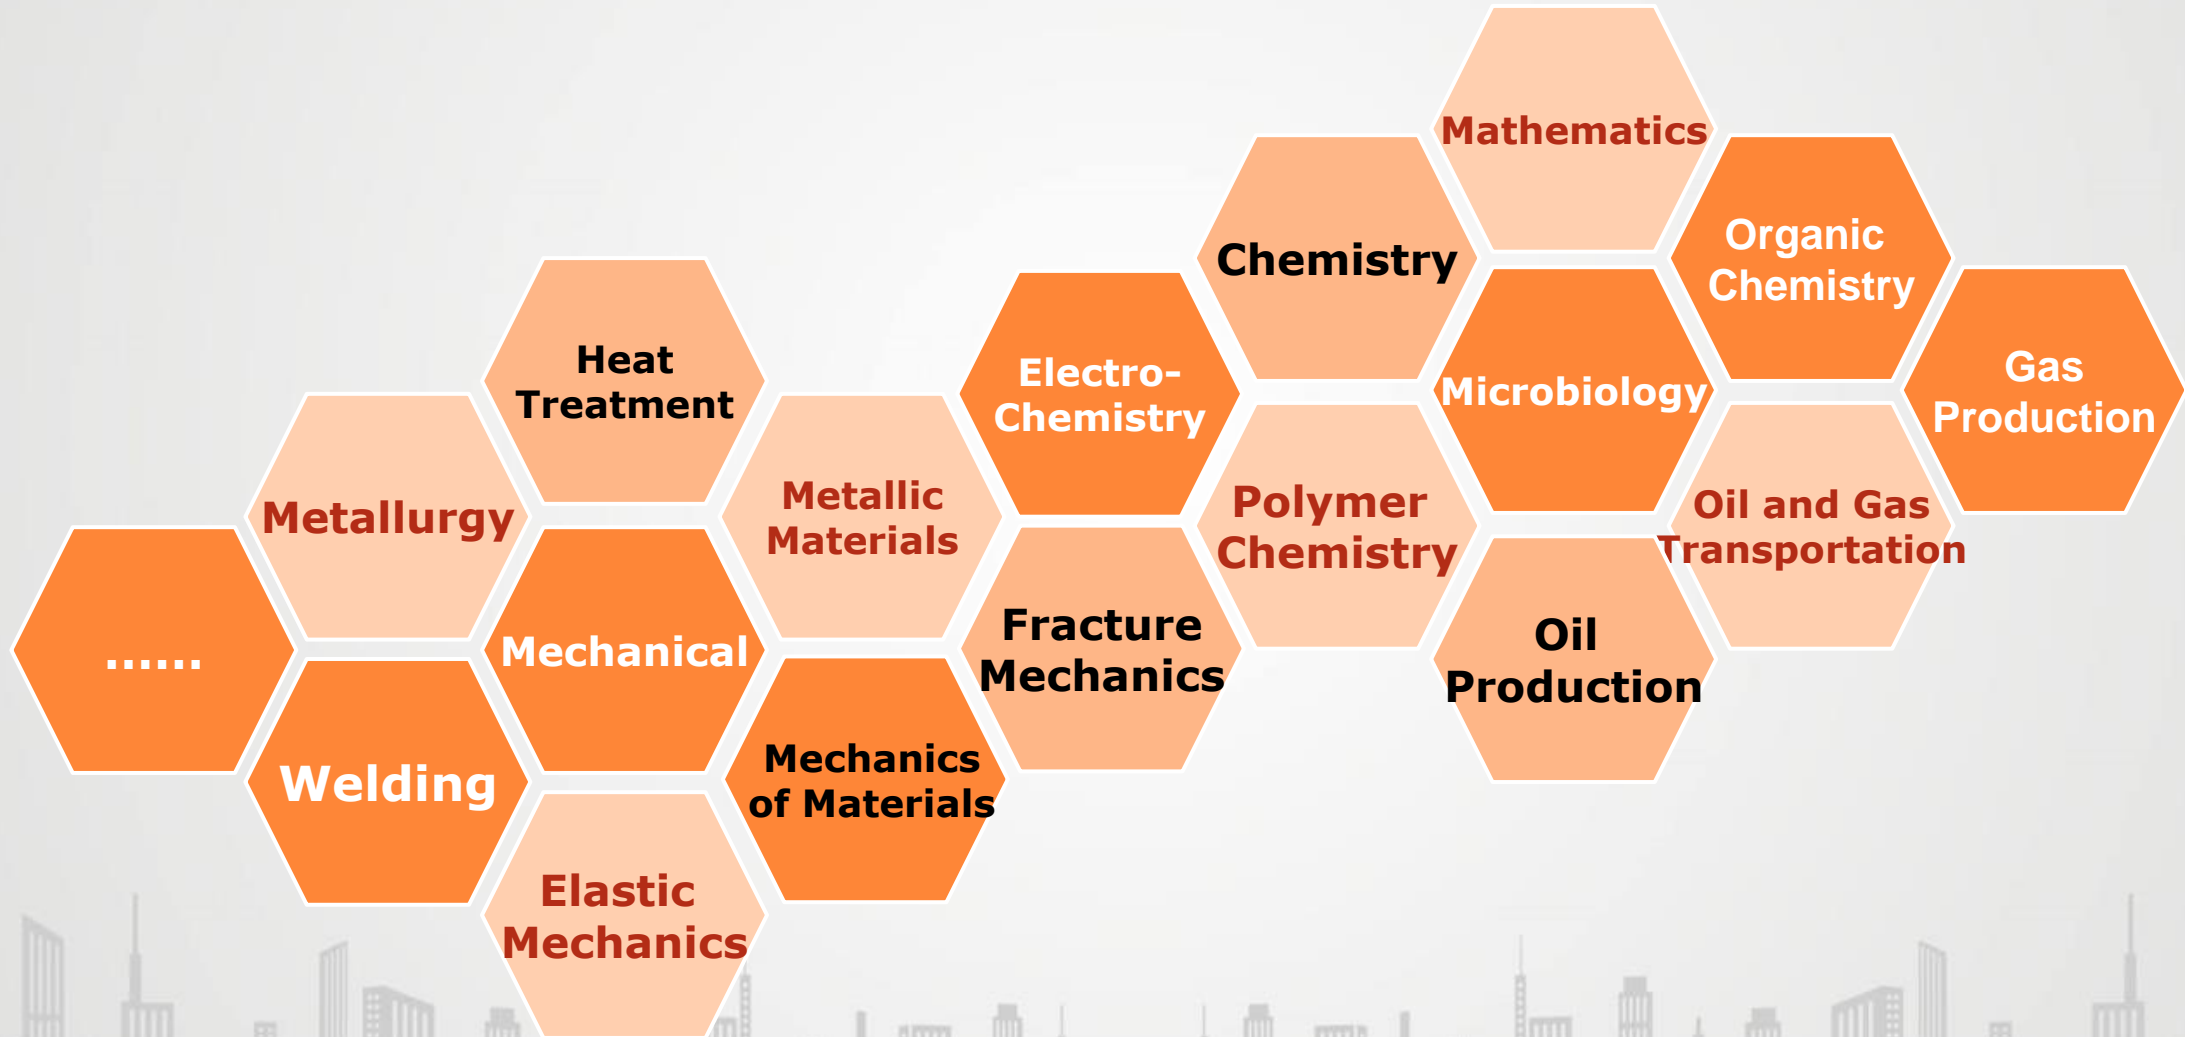 Mathematics
Organic
Chemistry
Chemistry
Gas
Production
Heat
Treatment
Electro-
Chemistry
Microbiology
Metallurgy
Metallic
Materials
Polymer
Chemistry
Oil and Gas
Transportation
......
Mechanical
Fracture
Mechanics
Oil
Production
Welding
Mechanics
of Materials
Elastic
Mechanics